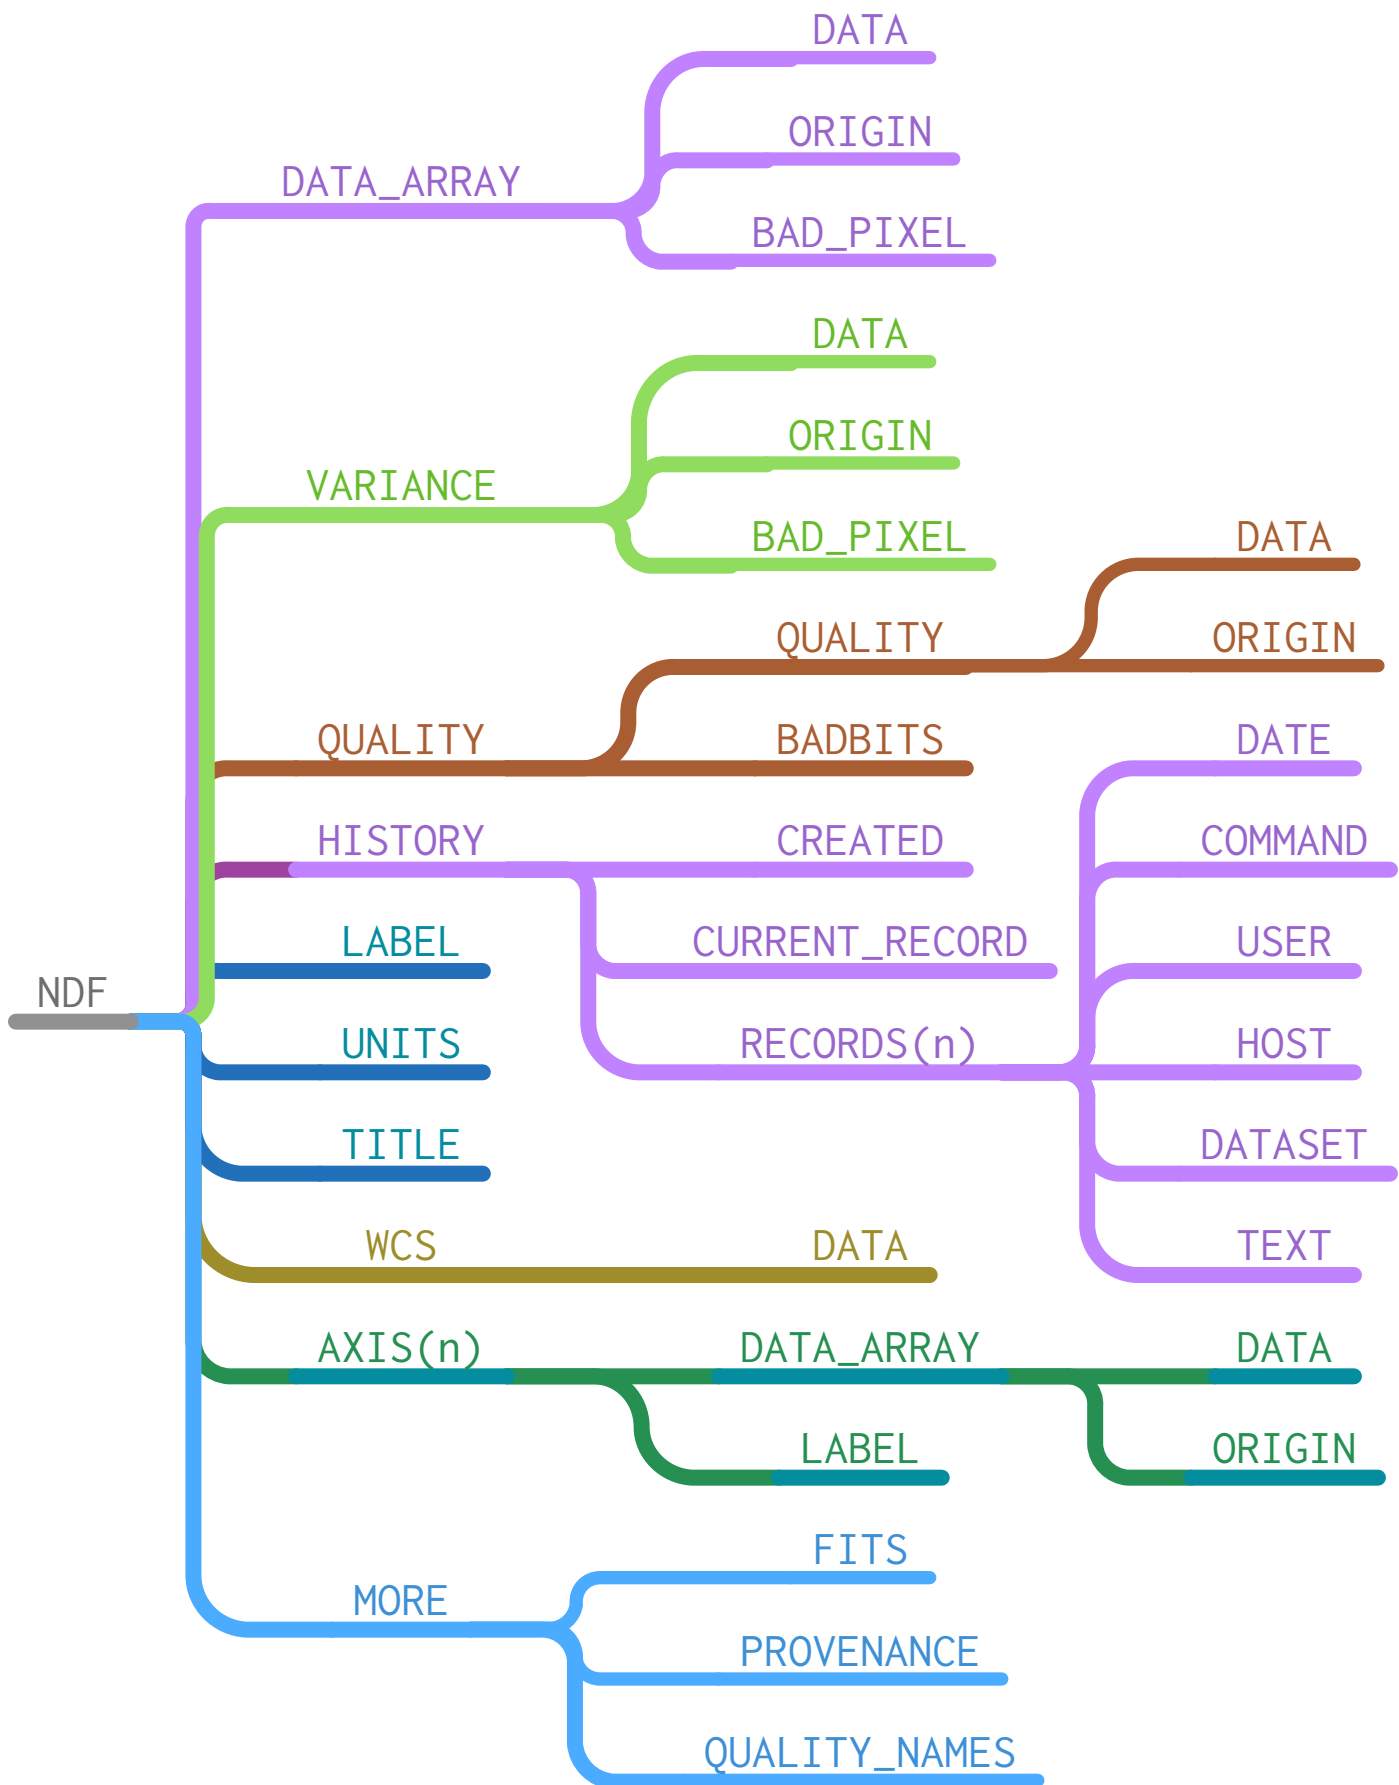 DATA
ORIGIN
DATA_ARRAY
BAD_PIXEL
DATA
ORIGIN
VARIANCE
BAD_PIXEL
DATA
QUALITY
ORIGIN
QUALITY
BADBITS
DATE
HISTORY
CREATED
COMMAND
LABEL
CURRENT_RECORD
USER
NDF
UNITS
RECORDS(n)
HOST
TITLE
DATASET
WCS
DATA
TEXT
AXIS(n)
DATA_ARRAY
DATA
LABEL
ORIGIN
FITS
MORE
PROVENANCE
QUALITY_NAMES